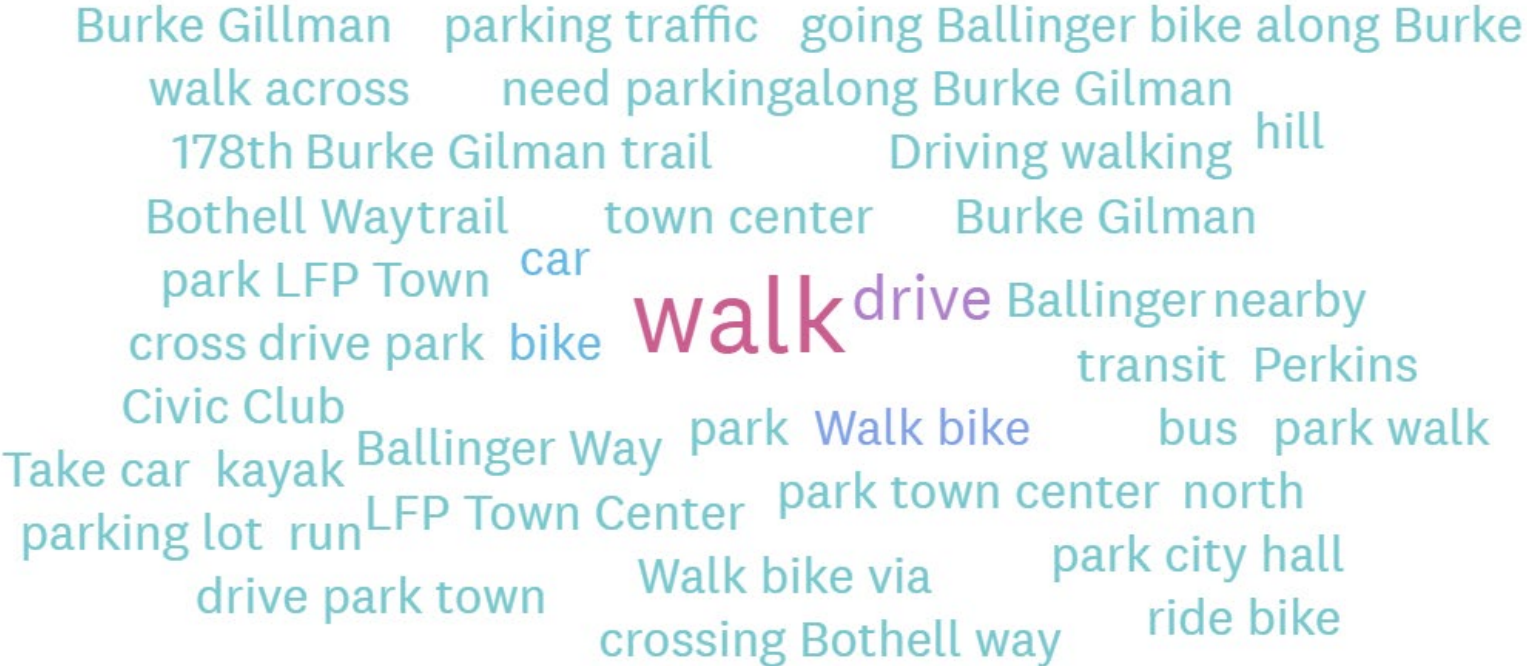 Burke Gillman parking traffic going Ballinger bike along Burke
walk across need parking along Burke Gilman
178th Burke Gilman trail Driving walking hill
Bothell Way trail town center Burke Gilman
park LFP Town car walk drive Ballinger nearby
cross drive park bike transit Perkins
Civic Club Ballinger Way park Walk bike bus park walk
Take car kayak LFP Town Center park town center north
parking lot run Walk bike via park city hall
drive park town crossing Bothell way ride bike